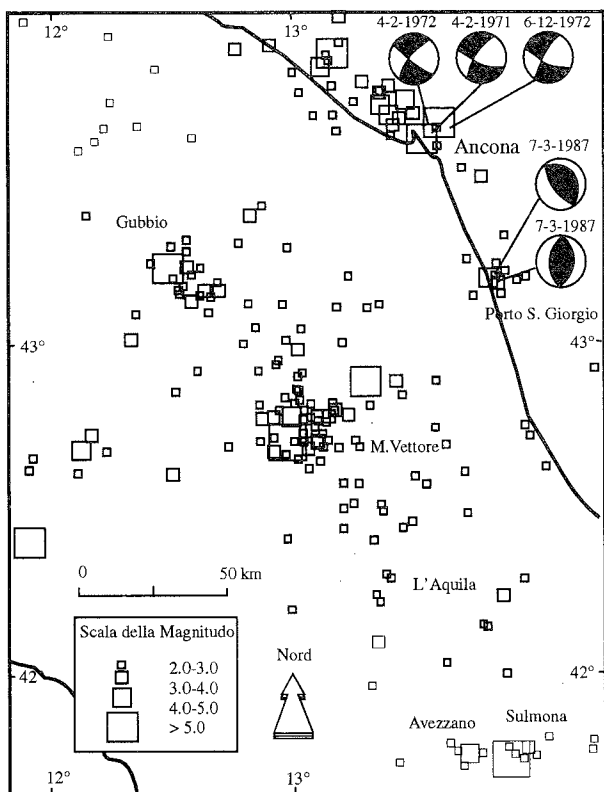 12°
13°
4-2-1972
4-2-1971
6-12-1972
Ancona
7-3-1987
Gubbio
7-3-1987
Porto S. Giorgio
43°
43°
M.Vettore
0
50 km
L'Aquila
Scala della Magnitudo
2.0-3.0
3.0-4.0
4.0-5.0
> 5.0
Nord
42
42°
Avezzano
Sulmona
12°
13°